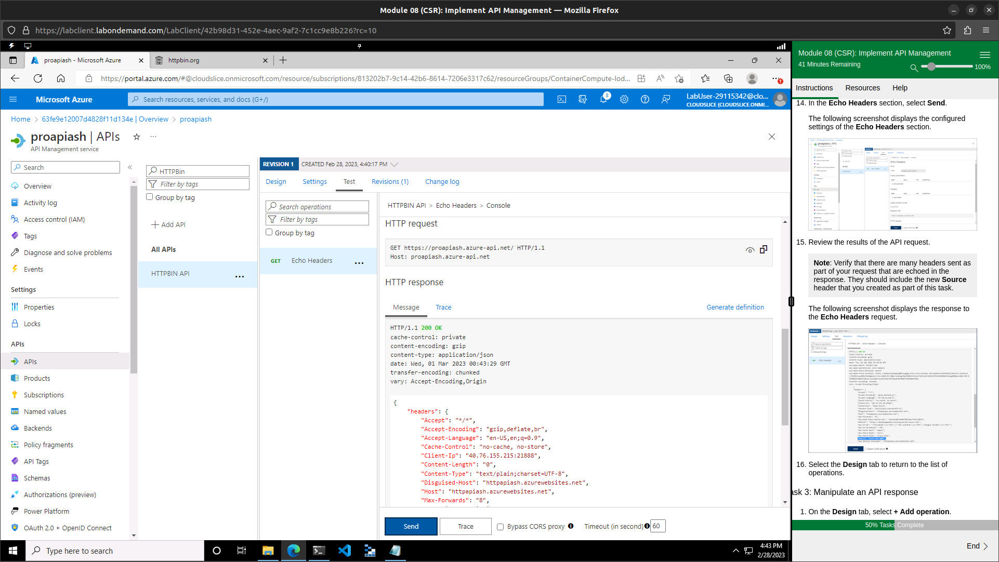 Module 08 (CSR): Implement API Management — Mozilla Firefox
https://labclient.labondemand.com/LabClient/42b98d31-452e-4aec-9af2-7c1cc9e8b226?rc=10
proapiash - Microsoft Azure
httpbin.org
https://portal.azure.com/#@cloudslice.onmicrosoft.com/resource/subscriptions/813202b7-9c14-42b6-8614-7206e3317c62/resourceGroups/ContainerCompute-lod...
Microsoft Azure
Search resources, services, and docs (G+/)
8
LabUser-29115342@clo...
CLOUDSLICE (CLOUDSLICE.ONMI...
Home > 63fe9e12007d4828f11d134e | Overview > proapiash
proapiash | APIs
API Management service
Search
Overview
Activity log
Access control (IAM)
Tags
Diagnose and solve problems
Events
Settings
Properties
Locks
APIs
APIs
Products
Subscriptions
Named values
Backends
Policy fragments
API Tags
Schemas
Authorizations (preview)
Power Platform
OAuth 2.0 + OpenID Connect
HTTPBin
Filter by tags
Group by tag
+ Add API
All APIs
HTTPBIN API
REVISION 1
CREATED Feb 28, 2023, 4:40:17 PM
Design
Settings
Test
Revisions (1)
Change log
Search operations
Filter by tags
Group by tag
GET Echo Headers
HTTPBIN API > Echo Headers > Console
HTTP request
GET https://proapiash.azure-api.net/ HTTP/1.1
Host: proapiash.azure-api.net
HTTP response
Message
Trace
Generate definition
HTTP/1.1 200 OK
cache-control: private
content-encoding: gzip
content-type: application/json
date: Wed, 01 Mar 2023 00:43:29 GMT
transfer-encoding: chunked
vary: Accept-Encoding,Origin
{
"headers": {
"Accept": "*/*",
"Accept-Encoding": "gzip,deflate,br",
"Accept-Language": "en-US,en;q=0.9",
"Cache-Control": "no-cache, no-store",
"Client-Ip": "40.76.155.215:21888",
"Content-Length": "0",
"Content-Type": "text/plain;charset=UTF-8",
"Disguised-Host": "httpapiash.azurewebsites.net",
"Host": "httpapiash.azurewebsites.net",
"Max-Forwards": "8",
Send
Trace
Bypass CORS proxy
Timeout (in second)
60
Type here to search
4:43 PM
2/28/2023
Module 08 (CSR): Implement API Management
41 Minutes Remaining
100%
Instructions
Resources
Help
14. In the Echo Headers section, select Send.
The following screenshot displays the configured
settings of the Echo Headers section.
15. Review the results of the API request.
Note: Verify that there are many headers sent as
part of your request that are echoed in the
response. They should include the new Source
header that you created as part of this task.
The following screenshot displays the response to
the Echo Headers request.
16. Select the Design tab to return to the list of
operations.
ask 3: Manipulate an API response
1. On the Design tab, select + Add operation.
50% Tasks Complete
End >